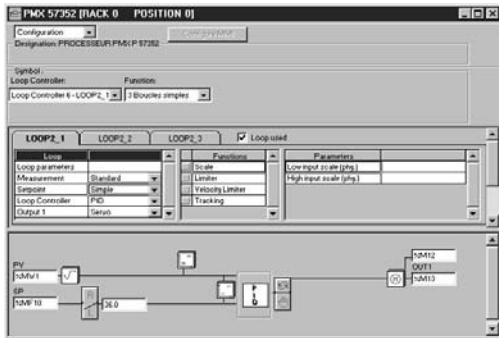 PMX 57352 [RACK 0 POSITION 0]
Configuration
Designation: PROCESSEUR PMX P 57352
Symbol:
Loop Controller: Function:
Loop Controller 6 - LOOP2_1 3 Boucles simples
LOOP2_1 LOOP2_2 LOOP2_3 Loop used
Loop Functions Parameters
Loop parameters Scale Low input scale (phy.)
Measurement Standard Limiter High input scale (phy.)
Setpoint Simple Velocity Limiter
Loop Controller PID Tracking
Output 1 Servo
%M12
PV OUT1
%MW1 %M13
SP
%MF10 R L 36.0 PID